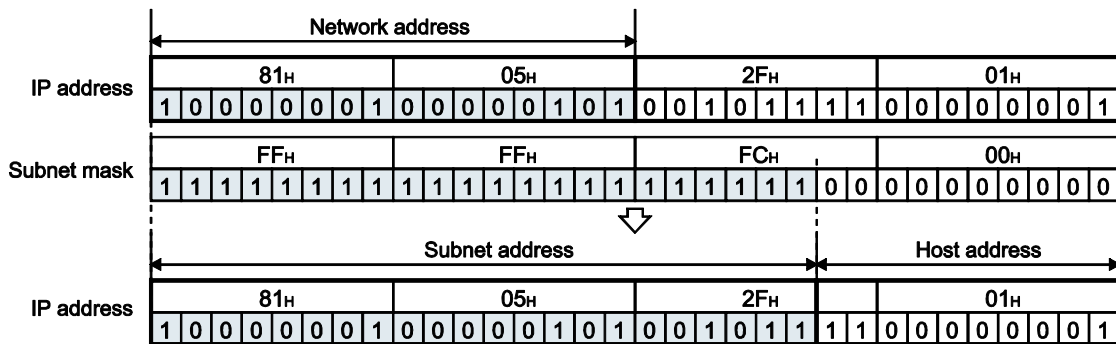 Network address
IP address 81H 05H 2FH 01H
1 0 0 0 0 0 0 1 0 0 0 0 0 1 0 1 0 0 1 0 1 1 1 1 0 0 0 0 0 0 0 1
Subnet mask FFH FFH FCH 00H
1 1 1 1 1 1 1 1 1 1 1 1 1 1 1 1 1 1 1 1 1 1 0 0 0 0 0 0 0 0 0 0
Subnet address Host address
IP address 81H 05H 2FH 01H
1 0 0 0 0 0 0 1 0 0 0 0 0 1 0 1 0 0 1 0 1 1 1 1 0 0 0 0 0 0 0 1